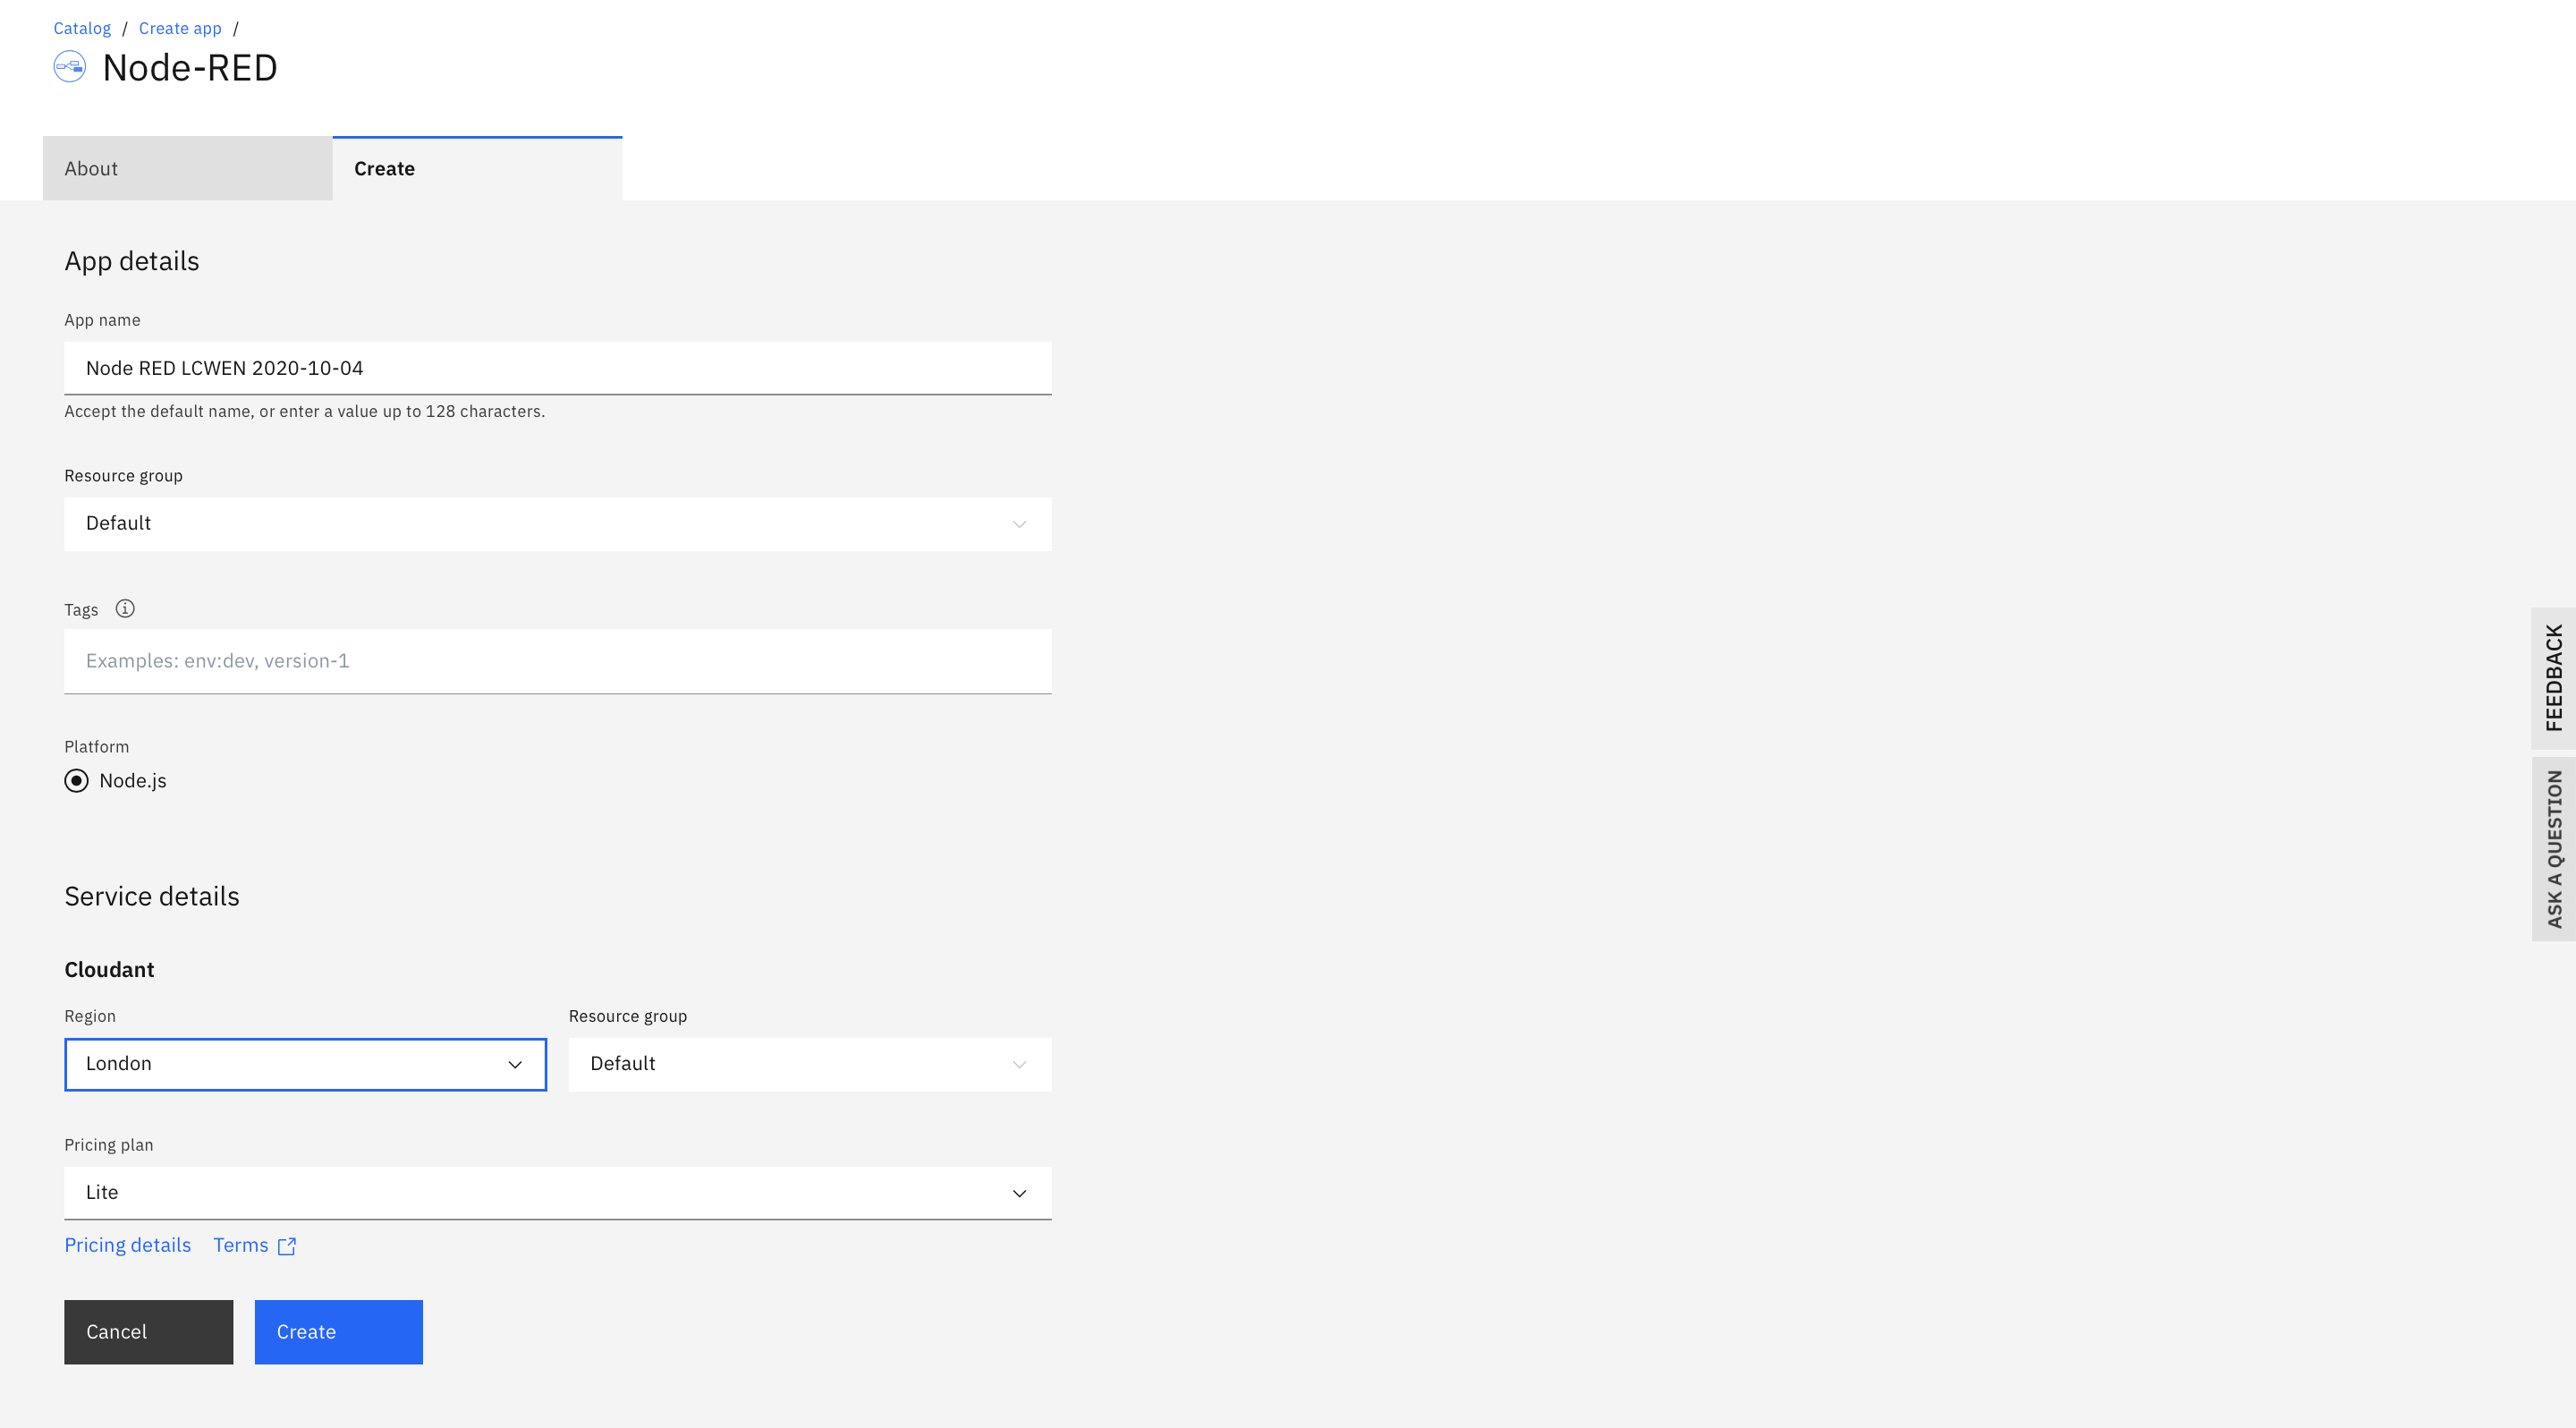 Catalog / Create app /
Node-RED
About
Create
App details
App name
Node RED LCWEN 2020-10-04
Accept the default name, or enter a value up to 128 characters.
Resource group
Default
Tags
Examples: env:dev, version-1
Platform
Node.js
Service details
Cloudant
Region
Resource group
London
Default
Pricing plan
Lite
Pricing details
Terms
Cancel
Create
FEEDBACK
ASK A QUESTION